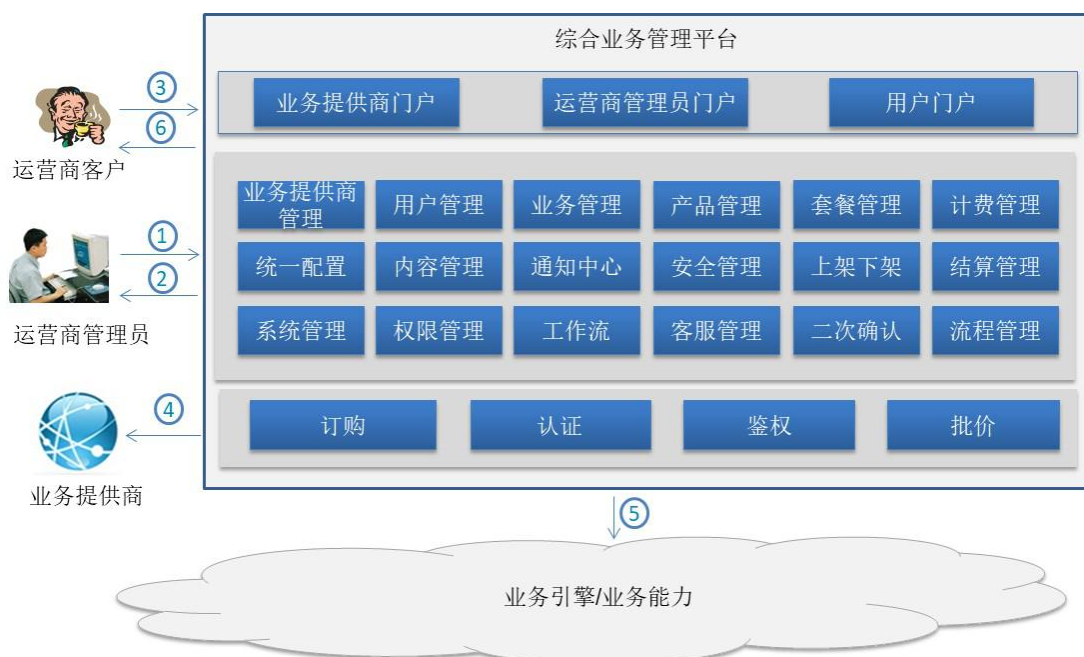 综合业务管理平台
业务提供商门户
运营商管理员门户
用户门户
③
⑥
运营商客户
业务提供商
管理
用户管理
业务管理
产品管理
套餐管理
计费管理
①
统一配置
内容管理
通知中心
安全管理
上架下架
结算管理
②
运营商管理员
系统管理
权限管理
工作流
客服管理
二次确认
流程管理
④
订购
认证
鉴权
批价
业务提供商
⑤
业务引擎/业务能力